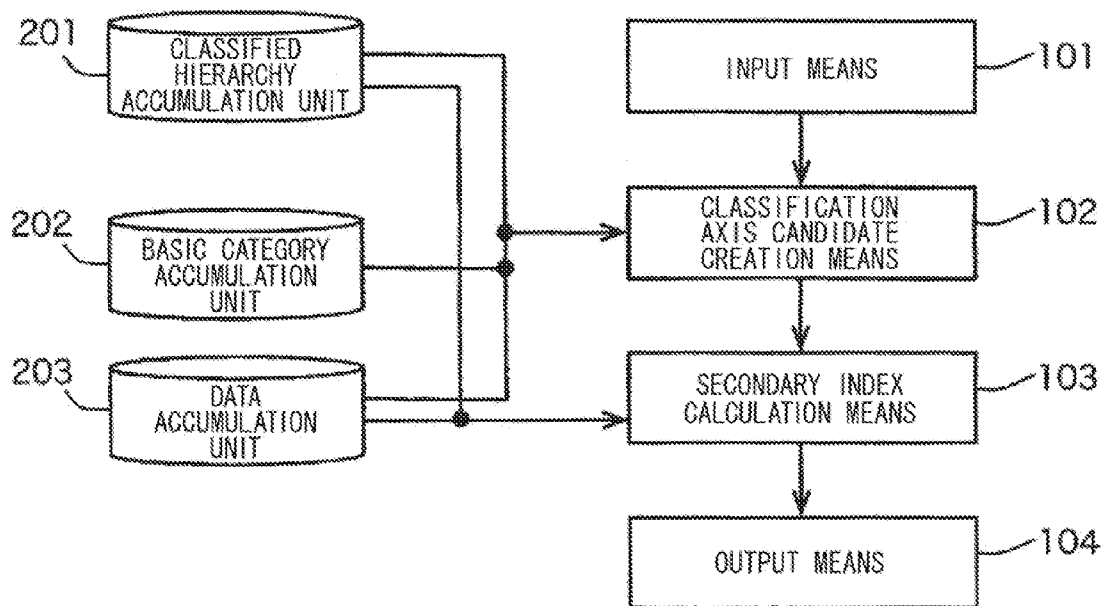 201
CLASSIFIED
HIERARCHY
ACCUMULATION UNIT
202
BASIC CATEGORY
ACCUMULATION
UNIT
203
DATA
ACCUMULATION
UNIT
INPUT MEANS
101
CLASSIFICATION
AXIS CANDIDATE
CREATION MEANS
102
SECONDARY INDEX
CALCULATION MEANS
103
OUTPUT MEANS
104